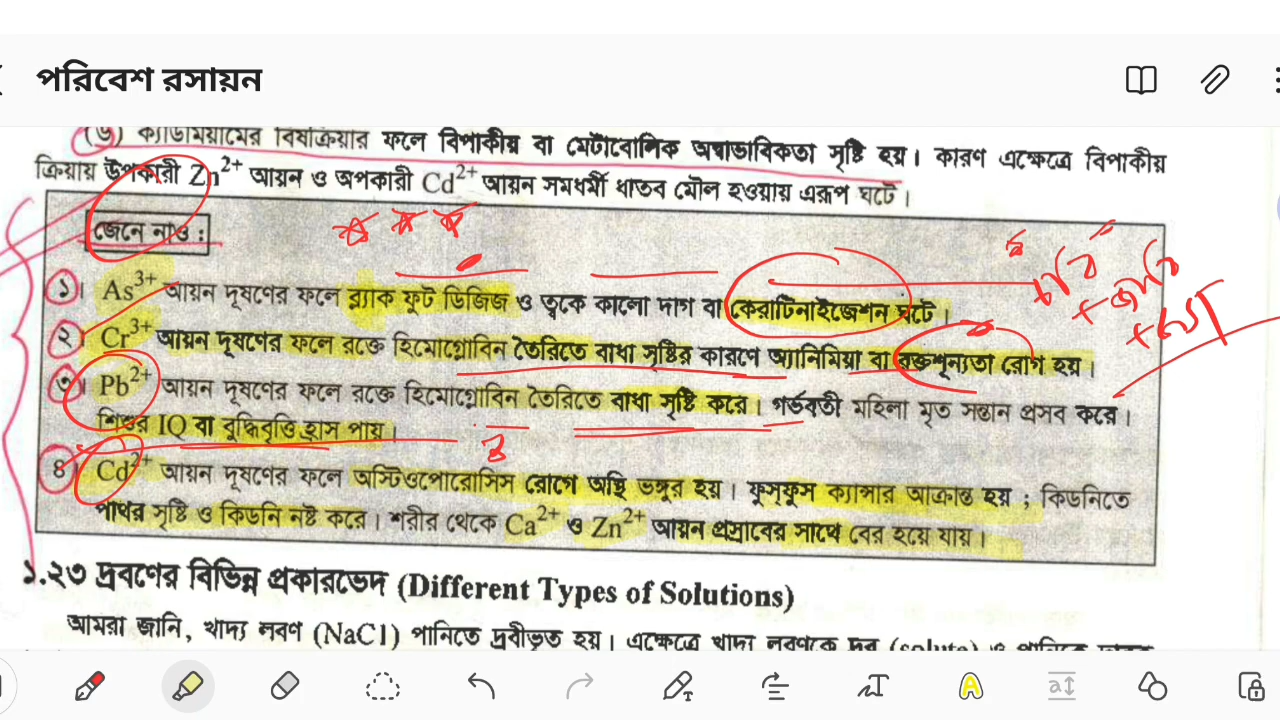 পরিবেশ রসায়ন
(ড) ক্যাডমিয়ামের বিষক্রিয়ার ফলে বিপাকীয় বা মেটাবোলিক অস্বাভাবিকতা সৃষ্টি হয়। কারণ এক্ষেত্রে বিপাকীয়
ক্রিয়ায় উপকারী Zn²⁺ আয়ন ও অপকারী Cd²⁺ আয়ন সমধর্মী ধাতব মৌল হওয়ায় এরূপ ঘটে।
জেনে নাও :
১। As³⁺ আয়ন দূষণের ফলে ব্ল্যাক ফুট ডিজিজ ও ত্বকে কালো দাগ বা কেরাটিনাইজেশন ঘটে।
২। Cr³⁺ আয়ন দূষণের ফলে রক্তে হিমোগ্লোবিন তৈরিতে বাধা সৃষ্টির কারণে অ্যানিমিয়া বা রক্তশূন্যতা রোগ হয়।
৩। Pb²⁺ আয়ন দূষণের ফলে রক্তে হিমোগ্লোবিন তৈরিতে বাধা সৃষ্টি করে। গর্ভবতী মহিলা মৃত সন্তান প্রসব করে।
শিশুর IQ বা বুদ্ধিবৃত্তি হ্রাস পায়।
৪। Cd²⁺ আয়ন দূষণের ফলে অস্টিওপোরোসিস রোগে অস্থি ভঙ্গুর হয়। ফুস্ফুস ক্যান্সার আক্রান্ত হয় ; কিডনিতে
পাথর সৃষ্টি ও কিডনি নষ্ট করে। শরীর থেকে Ca²⁺ ও Zn²⁺ আয়ন প্রস্রাবের সাথে বের হয়ে যায়।
১.২৩ দ্রবণের বিভিন্ন প্রকারভেদ (Different Types of Solutions)
আমরা জানি, খাদ্য লবণ (NaCl) পানিতে দ্রবীভূত হয়। এক্ষেত্রে খাদ্য লবণকে দ্রব (solute) ও পানিকে